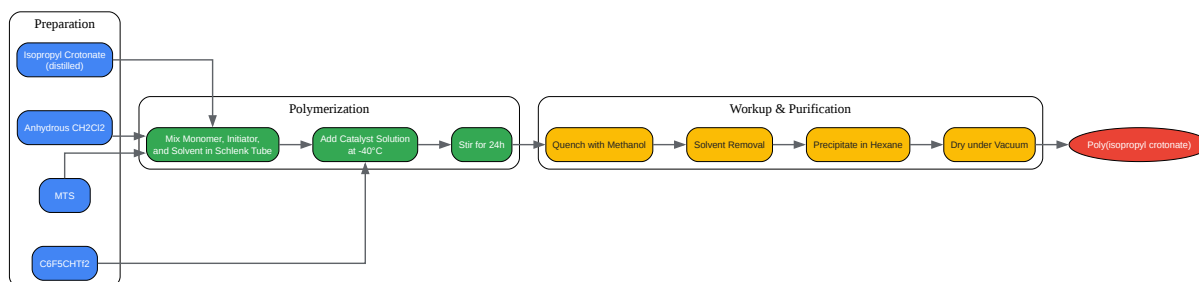 Preparation
Isopropyl Crotonate
(distilled)
Anhydrous CH2Cl2
MTS
C6F5CHTf2
Polymerization
Mix Monomer, Initiator,
and Solvent in Schlenk Tube
Add Catalyst Solution
at -40°C
Stir for 24h
Workup & Purification
Quench with Methanol
Solvent Removal
Precipitate in Hexane
Dry under Vacuum
Poly(isopropyl crotonate)